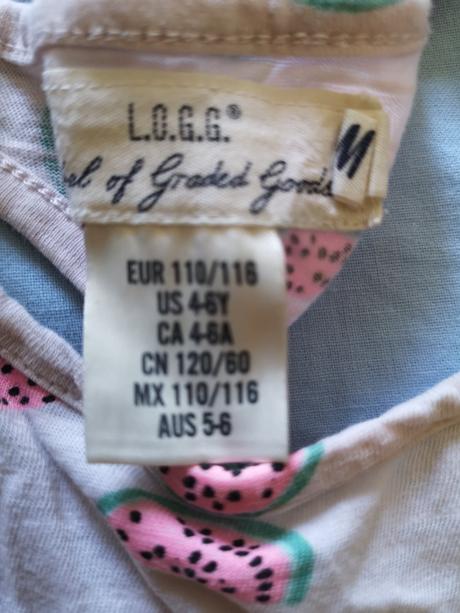 L.O.G.G.®
of Graded Goods
M
EUR 110/116
US 4-6Y
CA 4-6A
CN 120/60
MX 110/116
AUS 5-6